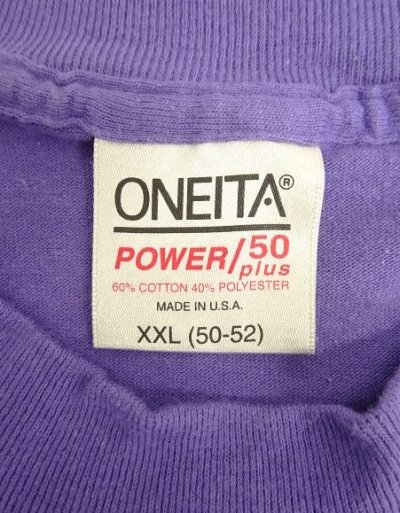 ONEITA®
POWER/50
plus
60% COTTON 40% POLYESTER
MADE IN U.S.A.
XXL (50-52)